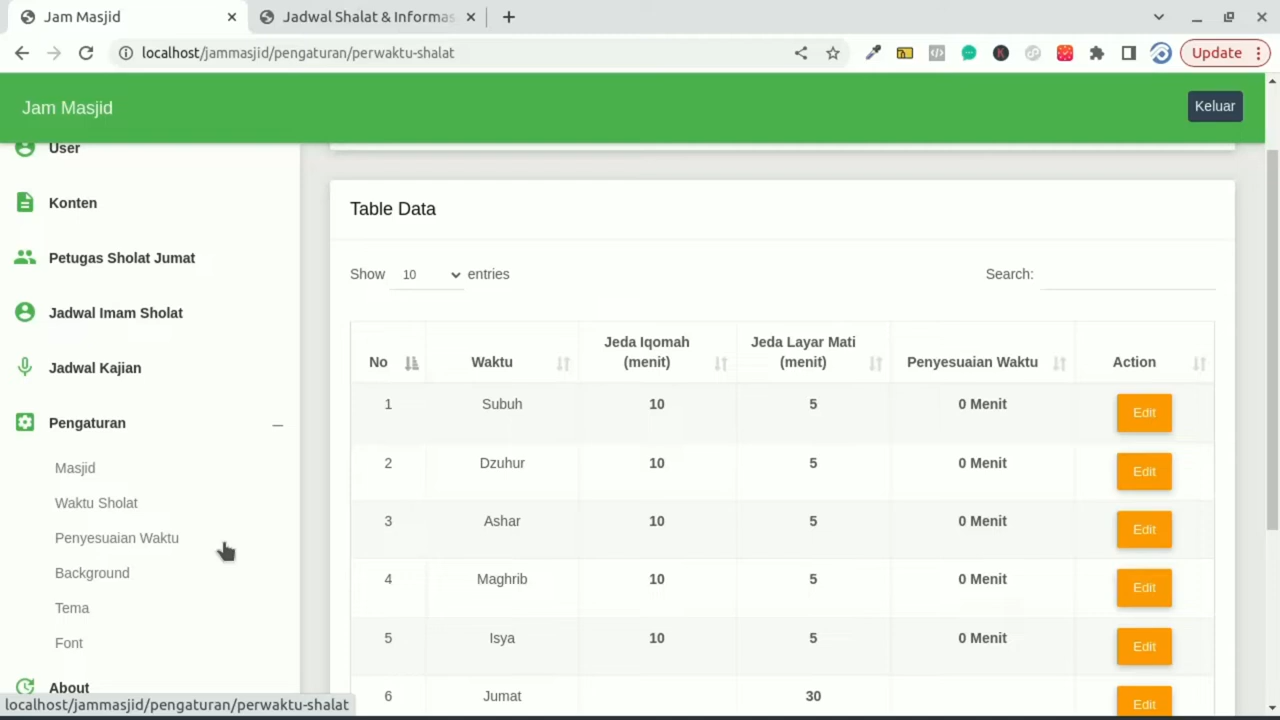 Jam Masjid
Jadwal Shalat & Informas
localhost/jammasjid/pengaturan/perwaktu-shalat
Update
Jam Masjid
Keluar
User
Konten
Petugas Sholat Jumat
Jadwal Imam Sholat
Jadwal Kajian
Pengaturan
Masjid
Waktu Sholat
Penyesuaian Waktu
Background
Tema
Font
About
Table Data
Show 10 entries
Search:
No Waktu Jeda Iqomah (menit) Jeda Layar Mati (menit) Penyesuaian Waktu Action
1 Subuh 10 5 0 Menit Edit
2 Dzuhur 10 5 0 Menit Edit
3 Ashar 10 5 0 Menit Edit
4 Maghrib 10 5 0 Menit Edit
5 Isya 10 5 0 Menit Edit
6 Jumat 30 Edit
localhost/jammasjid/pengaturan/perwaktu-shalat